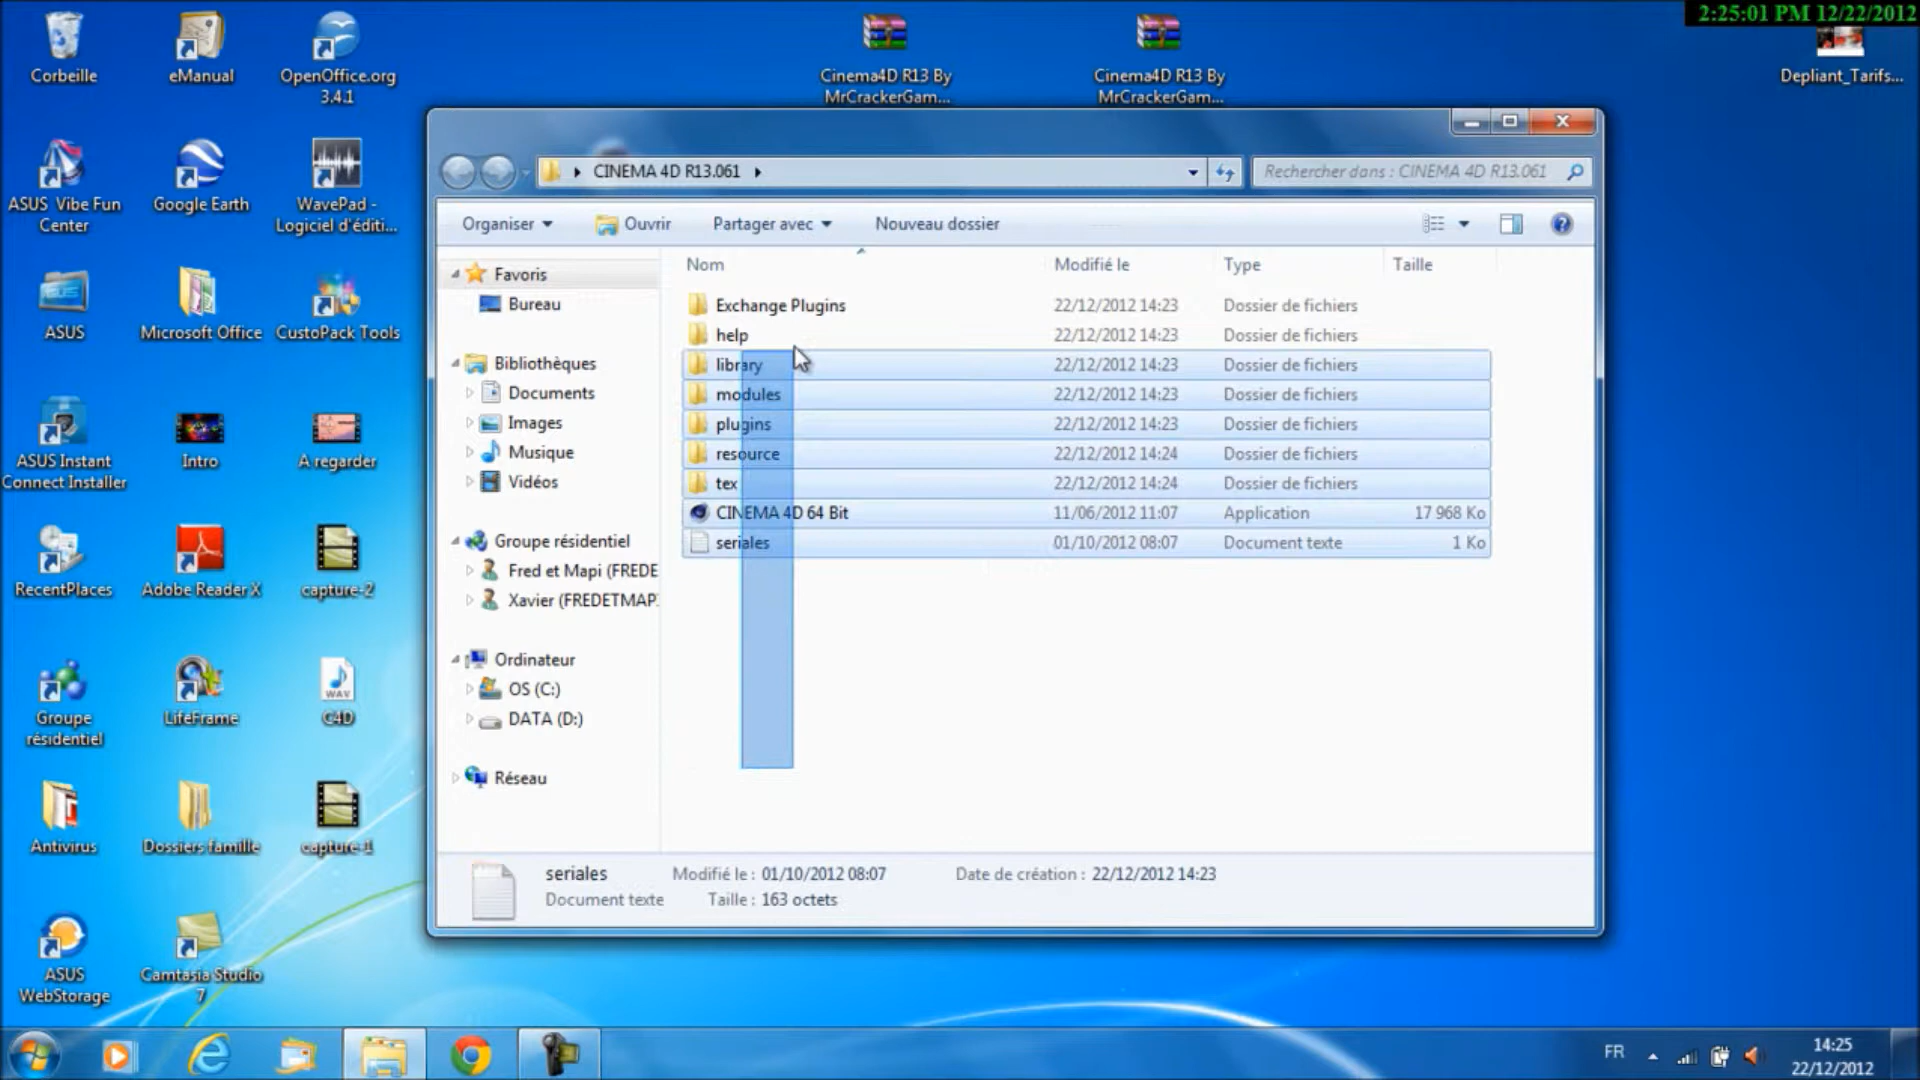 2:25:01 PM 12/22/2012
Corbeille
eManual
OpenOffice.org
3.4.1
Cinema4D R13 By
MrCrackerGam...
Cinema4D R13 By
MrCrackerGam...
Depliant_Tarifs...
ASUS Vibe Fun
Center
Google Earth
WavePad -
Logiciel d'éditi...
ASUS
Microsoft Office
CustoPack Tools
ASUS Instant
Connect Installer
Intro
A regarder
RecentPlaces
Adobe Reader X
capture-2
Groupe
résidentiel
LifeFrame
WAV
C4D
Antivirus
Dossiers famille
capture-1
ASUS
WebStorage
Camtasia Studio
7
CINEMA 4D R13.061
Rechercher dans : CINEMA 4D R13.061
Organiser
Ouvrir
Partager avec
Nouveau dossier
Favoris
Bureau
Bibliothèques
Documents
Images
Musique
Vidéos
Groupe résidentiel
Fred et Mapi (FREDE
Xavier (FREDETMAP
Ordinateur
OS (C:)
DATA (D:)
Réseau
Nom Modifié le Type Taille
Exchange Plugins 22/12/2012 14:23 Dossier de fichiers
help 22/12/2012 14:23 Dossier de fichiers
library 22/12/2012 14:23 Dossier de fichiers
modules 22/12/2012 14:23 Dossier de fichiers
plugins 22/12/2012 14:23 Dossier de fichiers
resource 22/12/2012 14:24 Dossier de fichiers
tex 22/12/2012 14:24 Dossier de fichiers
CINEMA 4D 64 Bit 11/06/2012 11:07 Application 17 968 Ko
seriales 01/10/2012 08:07 Document texte 1 Ko
seriales Modifié le : 01/10/2012 08:07 Date de création : 22/12/2012 14:23
Document texte Taille : 163 octets
FR
14:25
22/12/2012